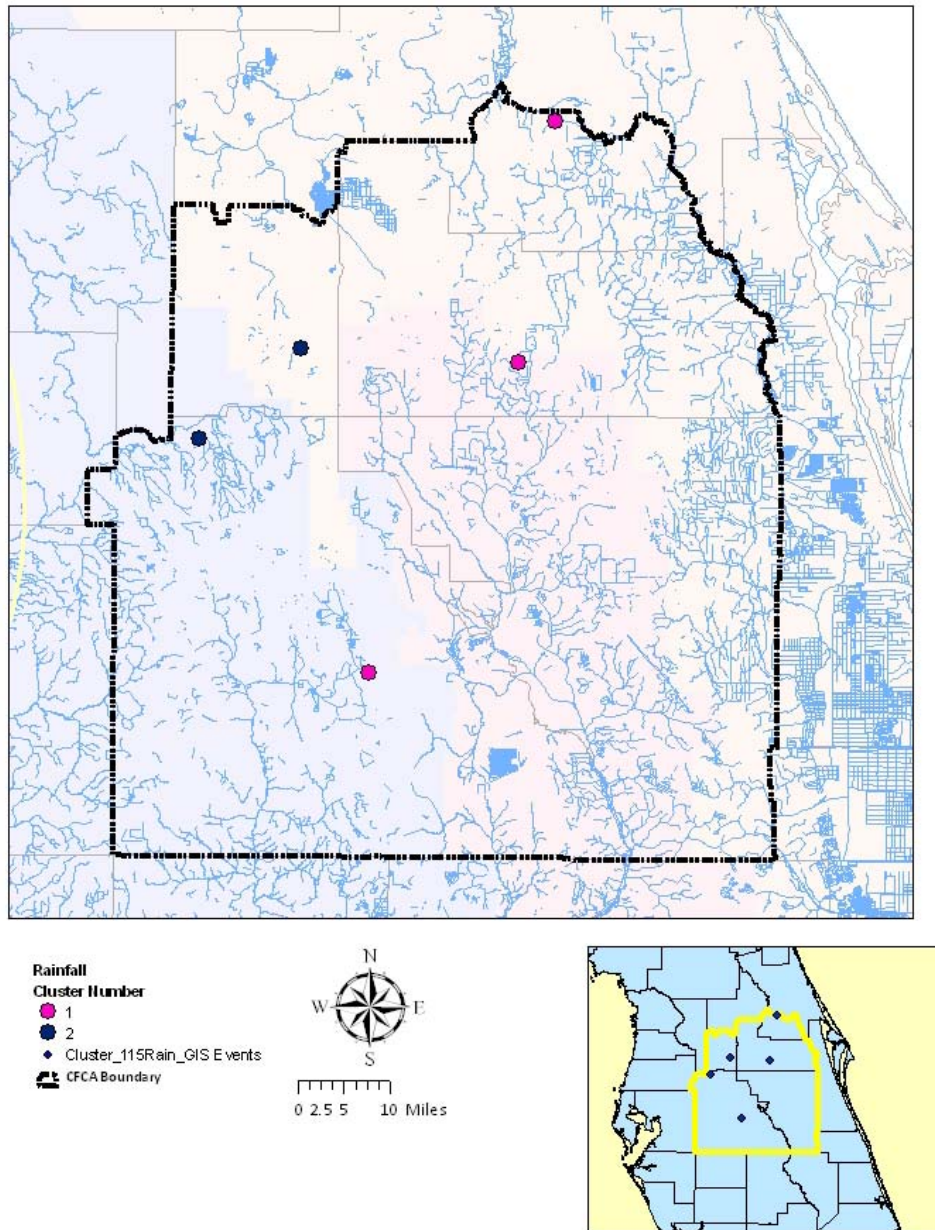 Rainfall
Cluster Number
1
2
Cluster_115Rain_GIS Events
CFCA Boundary
N
W E
S
0 2.5 5 10 Miles